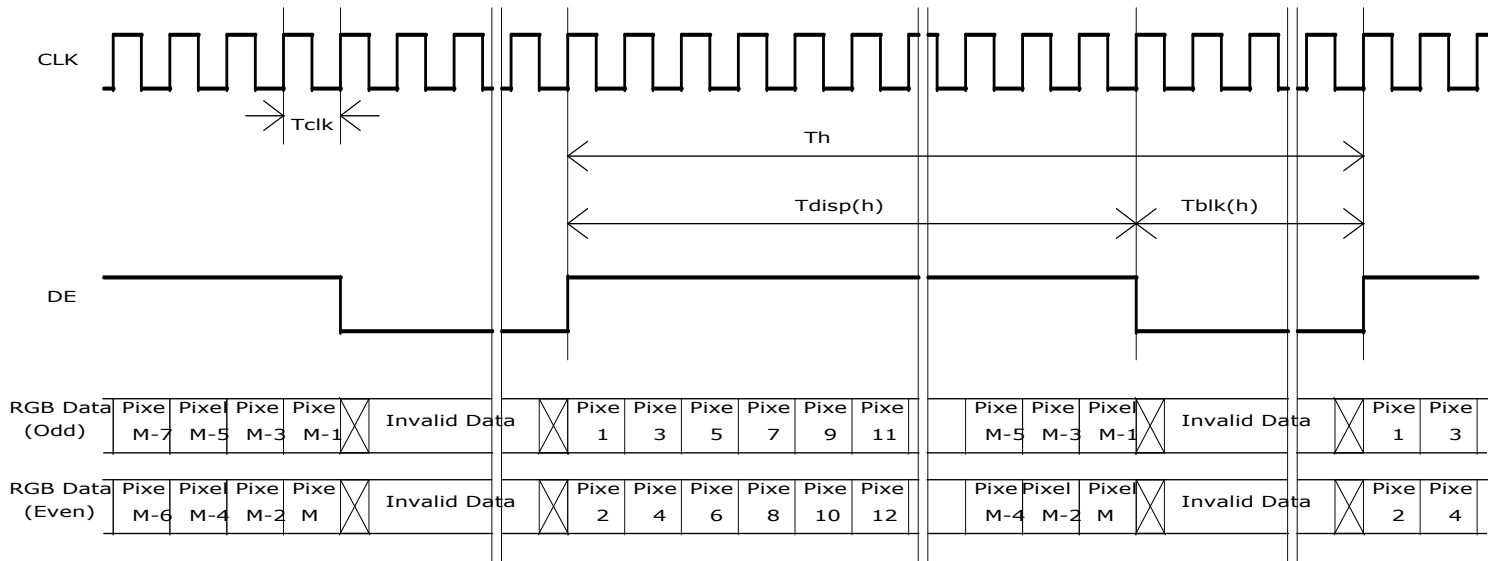 CLK
Tclk
Th
Tdisp(h)
Tblk(h)
DE
RGB Data
(Odd)
Pixe
M-7
Pixel
M-5
Pixe
M-3
Pixe
M-1
Invalid Data
Pixe
1
Pixe
3
Pixe
5
Pixe
7
Pixe
9
Pixe
11
Pixe
M-5
Pixe
M-3
Pixel
M-1
Invalid Data
Pixe
1
Pixe
3
RGB Data
(Even)
Pixe
M-6
Pixel
M-4
Pixe
M-2
Pixe
M
Invalid Data
Pixe
2
Pixe
4
Pixe
6
Pixe
8
Pixe
10
Pixe
12
Pixe
M-4
Pixel
M-2
Pixel
M
Invalid Data
Pixe
2
Pixe
4